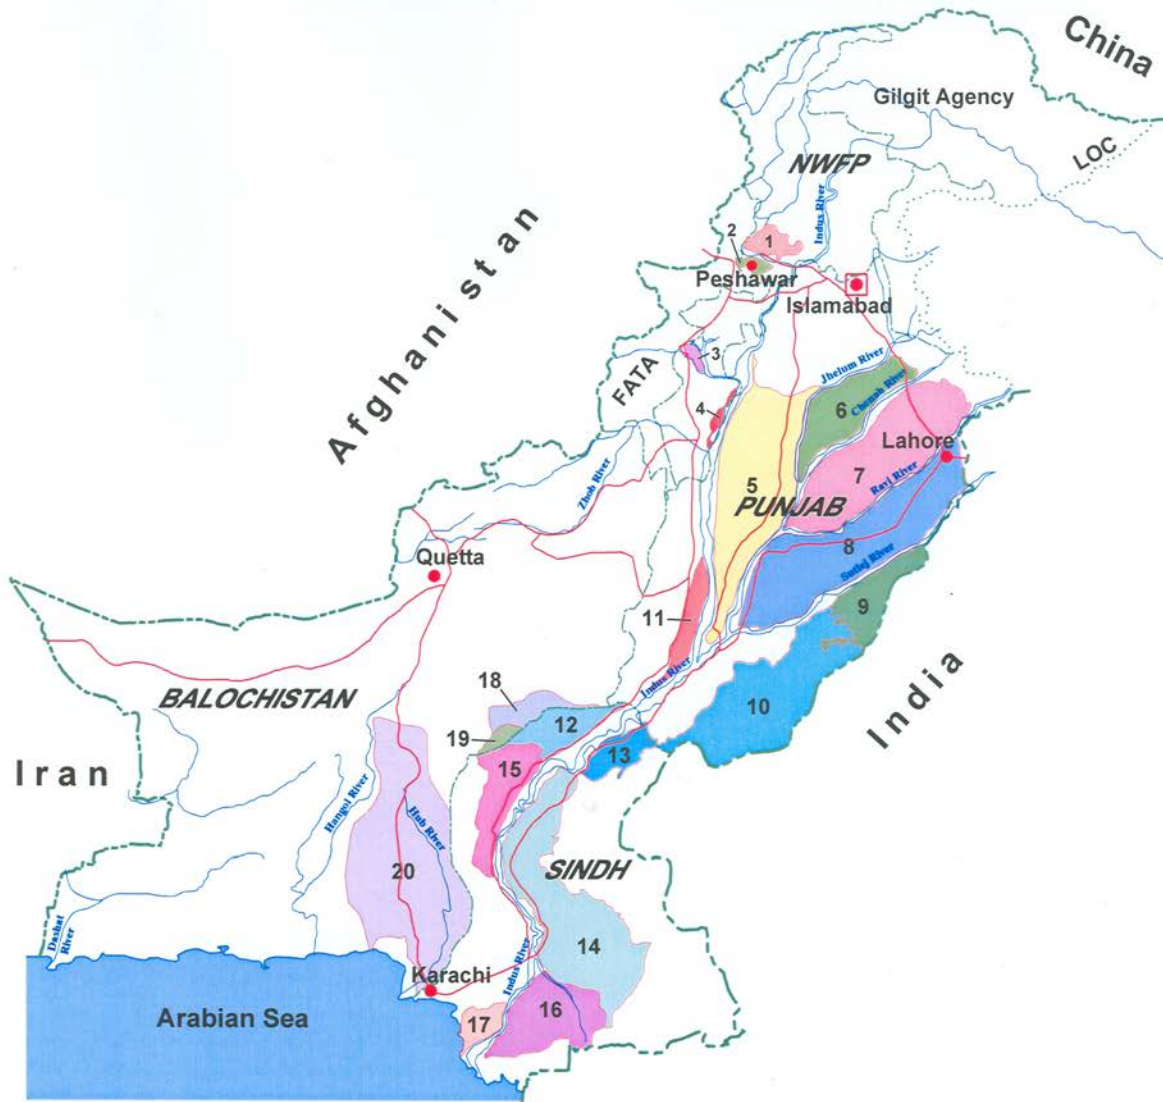 China
Gilgit Agency
LOC
NWFP
Indus River
1
2
Peshawar
Islamabad
Afghanistan
3
FATA
Jhelum River
4
6
Chenab River
Lahore
7
Ravi River
5
PUNJAB
Zhob River
8
Sutlej River
Quetta
9
11
Indus River
India
BALOCHISTAN
18
10
12
19
13
15
Iran
Hangol River
Hub River
20
SINDH
Dashat
River
14
Indus River
Karachi
Arabian Sea
16
17